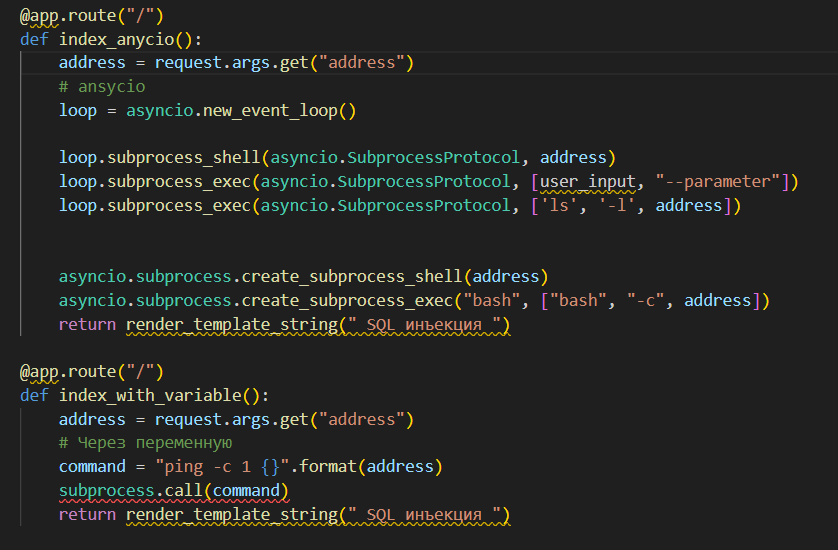 @app.route("/")
def index_anycio():
    address = request.args.get("address")
    # ansycio
    loop = asyncio.new_event_loop()
    loop.subprocess_shell(asyncio.SubprocessProtocol, address)
    loop.subprocess_exec(asyncio.SubprocessProtocol, [user_input, "--parameter"])
    loop.subprocess_exec(asyncio.SubprocessProtocol, ['ls', '-l', address])
    asyncio.subprocess.create_subprocess_shell(address)
    asyncio.subprocess.create_subprocess_exec("bash", ["bash", "-c", address])
    return render_template_string(" SQL инъекция ")
@app.route("/")
def index_with_variable():
    address = request.args.get("address")
    # Через переменную
    command = "ping -c 1 {}".format(address)
    subprocess.call(command)
    return render_template_string(" SQL инъекция ")